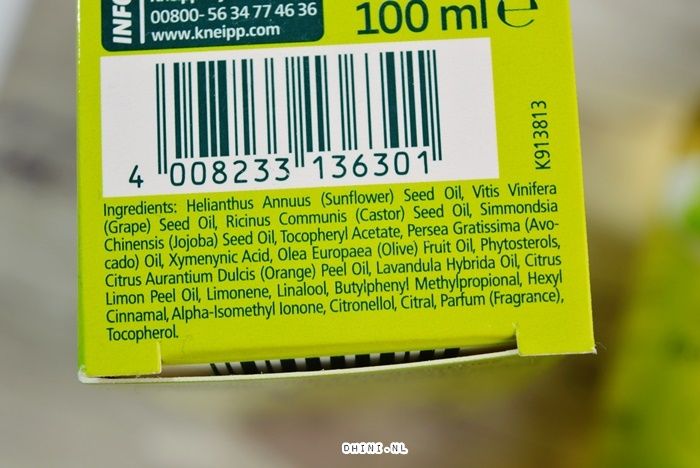 INFO
00800- 56 34 77 46 36
www.kneipp.com
100 ml ℮
K913813
4 008233 136301
Ingredients: Helianthus Annuus (Sunflower) Seed Oil, Vitis Vinifera
(Grape) Seed Oil, Ricinus Communis (Castor) Seed Oil, Simmondsia
Chinensis (Jojoba) Seed Oil, Tocopheryl Acetate, Persea Gratissima (Avo-
cado) Oil, Xymenynic Acid, Olea Europaea (Olive) Fruit Oil, Phytosterols,
Citrus Aurantium Dulcis (Orange) Peel Oil, Lavandula Hybrida Oil, Citrus
Limon Peel Oil, Limonene, Linalool, Butylphenyl Methylpropional, Hexyl
Cinnamal, Alpha-Isomethyl Ionone, Citronellol, Citral, Parfum (Fragrance),
Tocopherol.
DHINI.NL